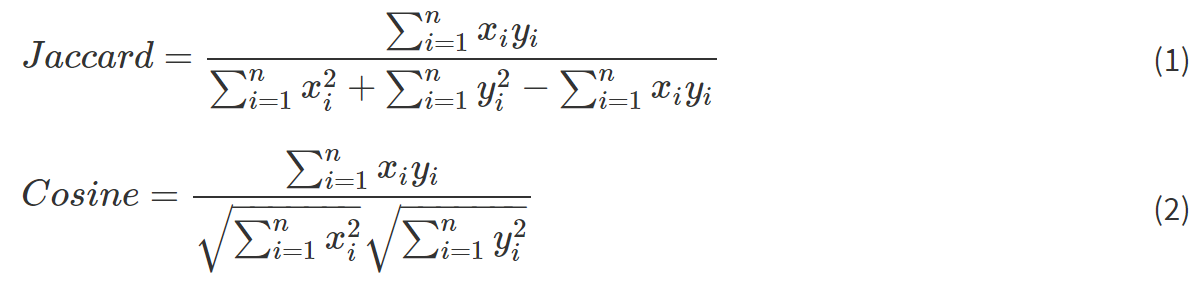 Jaccard = \frac{\sum_{i=1}^{n} x_i y_i}{\sum_{i=1}^{n} x_i^2 + \sum_{i=1}^{n} y_i^2 - \sum_{i=1}^{n} x_i y_i} (1)
Cosine = \frac{\sum_{i=1}^{n} x_i y_i}{\sqrt{\sum_{i=1}^{n} x_i^2} \sqrt{\sum_{i=1}^{n} y_i^2}} (2)